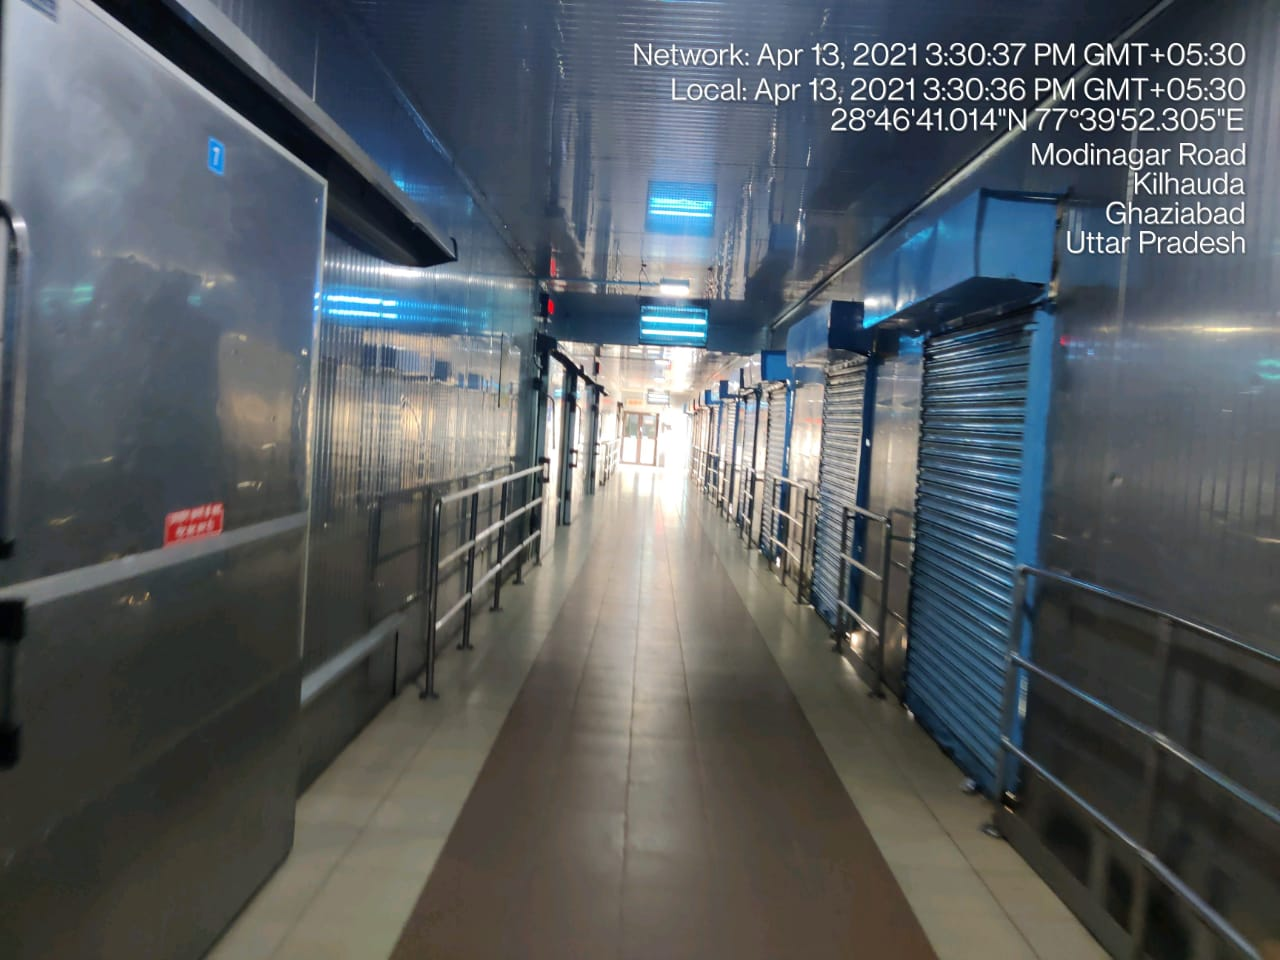 Network: Apr 13, 2021 3:30:37 PM GMT+05:30
Local: Apr 13, 2021 3:30:36 PM GMT+05:30
28°46'41.014"N 77°39'52.305"E
Modinagar Road
Kilhauda
Ghaziabad
Uttar Pradesh